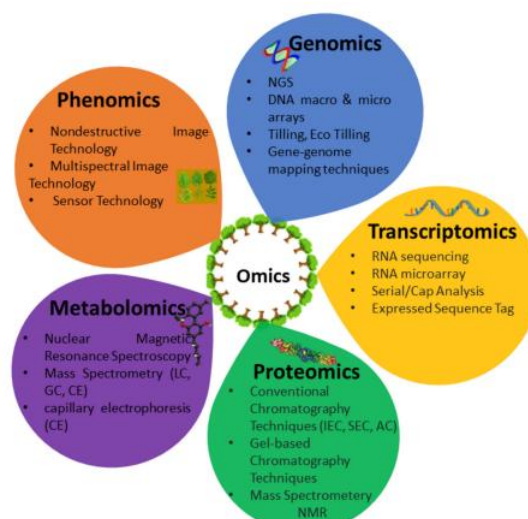 Genomics
• NGS
• DNA macro & micro
arrays
• Tilling, Eco Tilling
• Gene-genome
mapping techniques
Phenomics
• Nondestructive Image
Technology
• Multispectral Image
Technology
• Sensor Technology
Transcriptomics
• RNA sequencing
• RNA microarray
• Serial/Cap Analysis
• Expressed Sequence Tag
Omics
Metabolomics
• Nuclear Magnetic
Resonance Spectroscopy
• Mass Spectrometry (LC,
GC, CE)
• capillary electrophoresis
(CE)
Proteomics
• Conventional
Chromatography
Techniques (IEC, SEC, AC)
• Gel-based
Chromatography
Techniques
• Mass Spectrometery
NMR